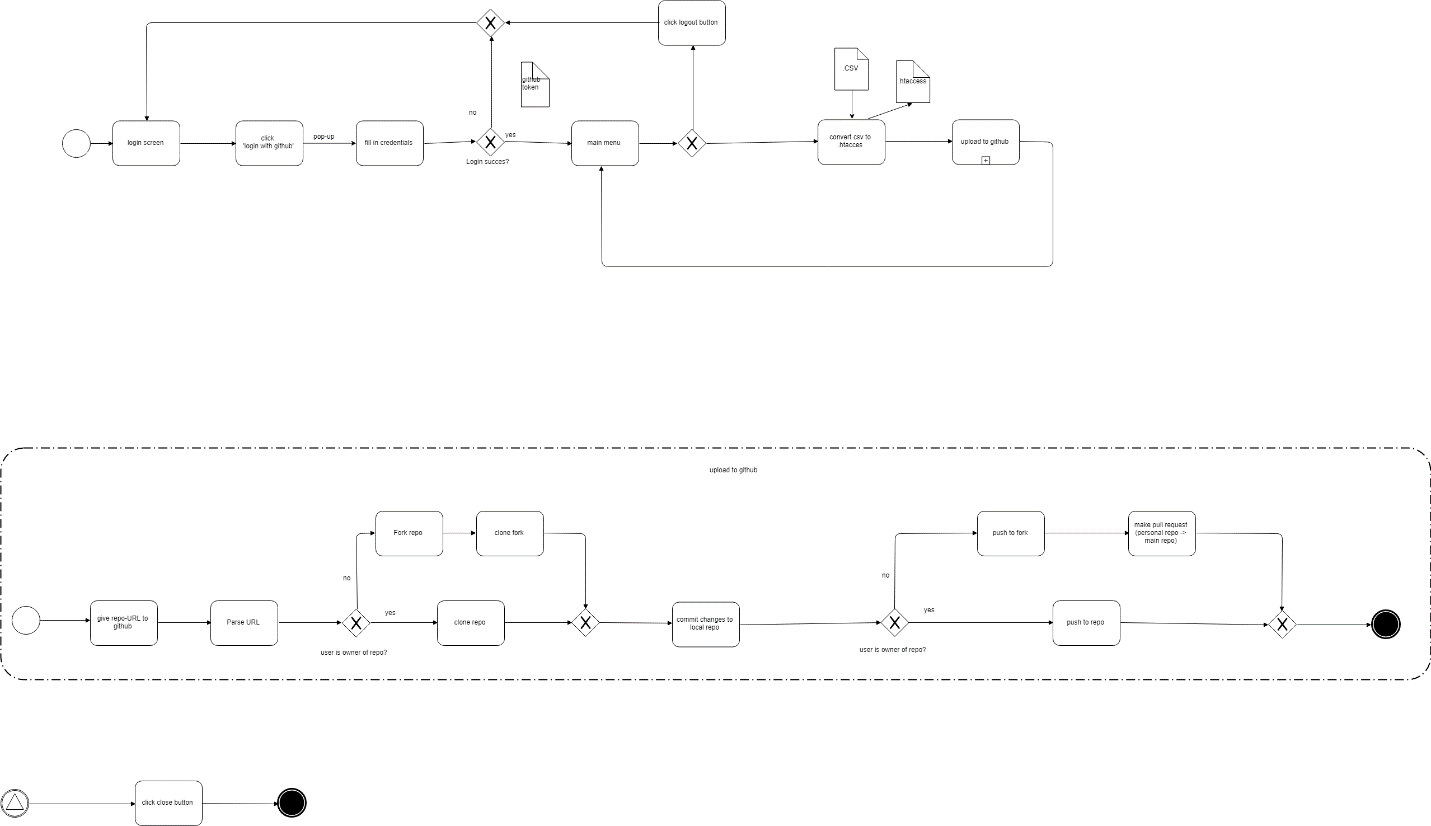 click logout button
.CSV
.htaccess
github
token
no
pop-up
yes
login screen
click
'login with github'
fill in credentials
Login succes?
main menu
convert csv to
.htacces
upload to github
upload to github
Fork repo
clone fork
push to fork
make pull request
(personal repo ->
main repo)
no
no
give repo-URL to
github
Parse URL
yes
clone repo
commit changes to
local repo
yes
push to repo
user is owner of repo?
user is owner of repo?
click close button